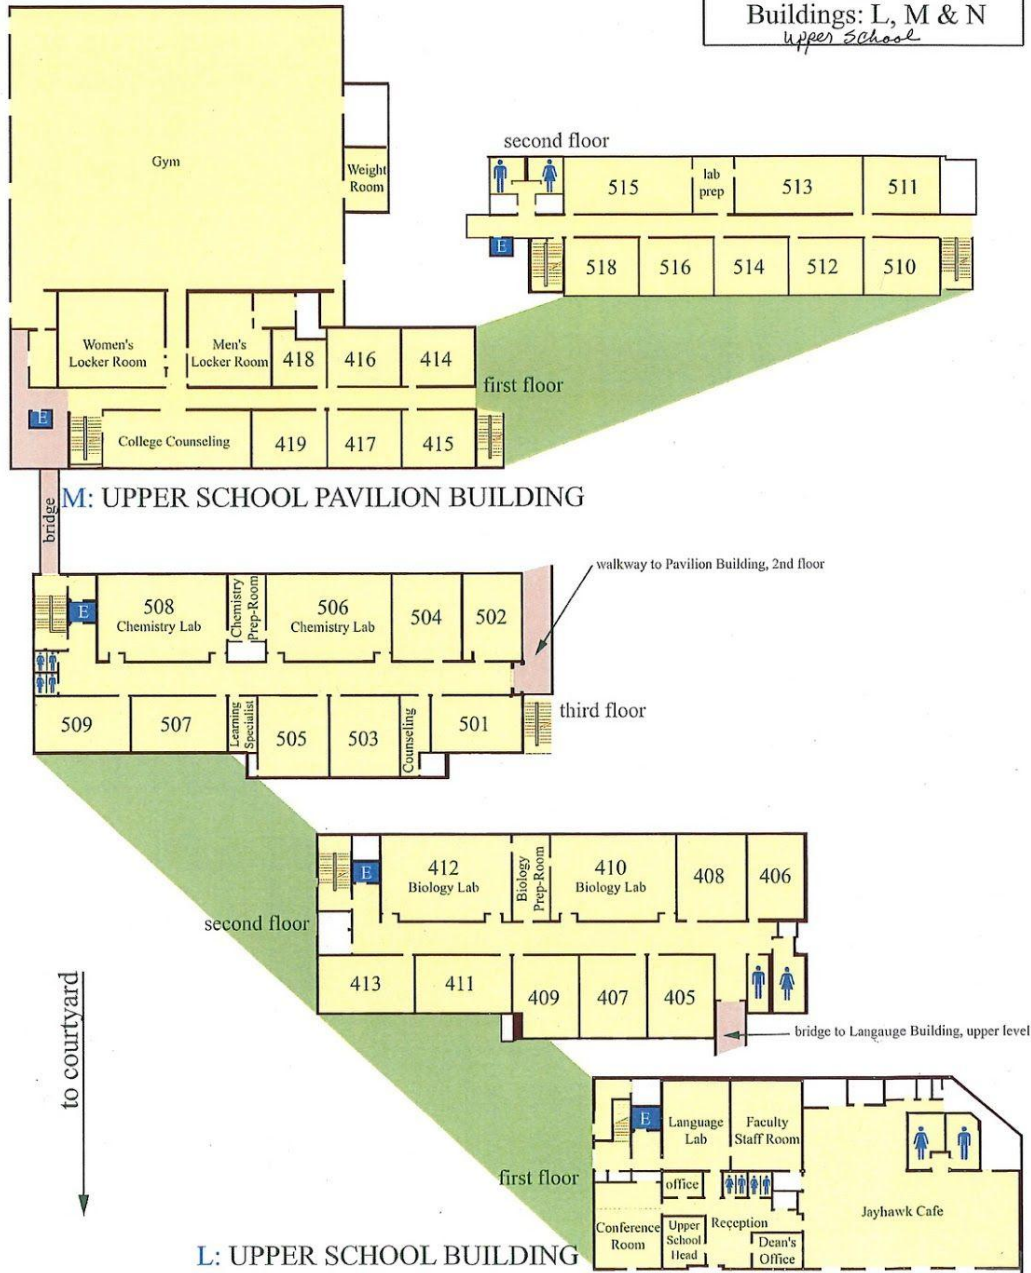 Buildings: L, M & N
upper school
Gym
Weight
Room
second floor
515
lab
prep
513
511
E
518
516
514
512
510
Women's
Locker Room
Men's
Locker Room
418
416
414
first floor
E
College Counseling
419
417
415
M: UPPER SCHOOL PAVILION BUILDING
bridge
walkway to Pavilion Building, 2nd floor
E
508
Chemistry Lab
Chemistry
Prep-Room
506
Chemistry Lab
504
502
third floor
509
507
Learning
Specialist
505
503
Counseling
501
E
412
Biology Lab
Biology
Prep-Room
410
Biology Lab
408
406
second floor
413
411
409
407
405
bridge to Langauge Building, upper level
to courtyard
E
Language
Lab
Faculty
Staff Room
first floor
office
Conference
Room
Upper
School
Head
Reception
Dean's
Office
Jayhawk Cafe
L: UPPER SCHOOL BUILDING